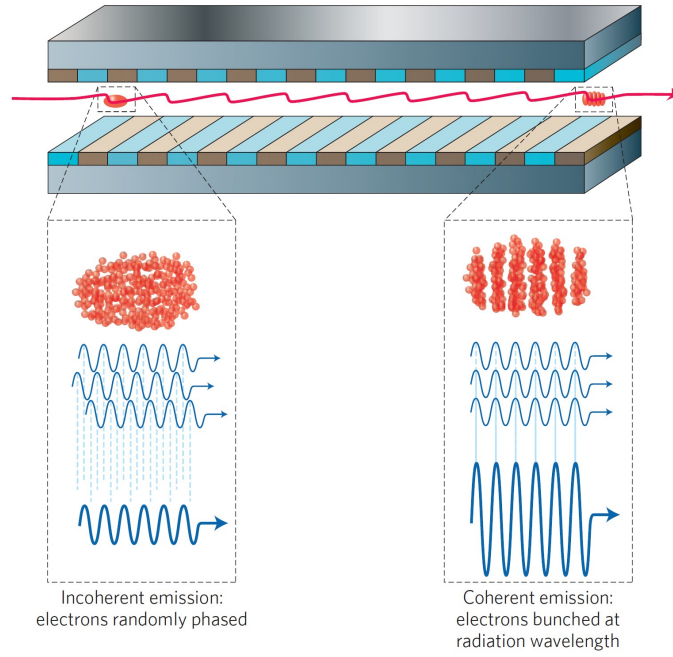 Incoherent emission:
electrons randomly phased
Coherent emission:
electrons bunched at
radiation wavelength